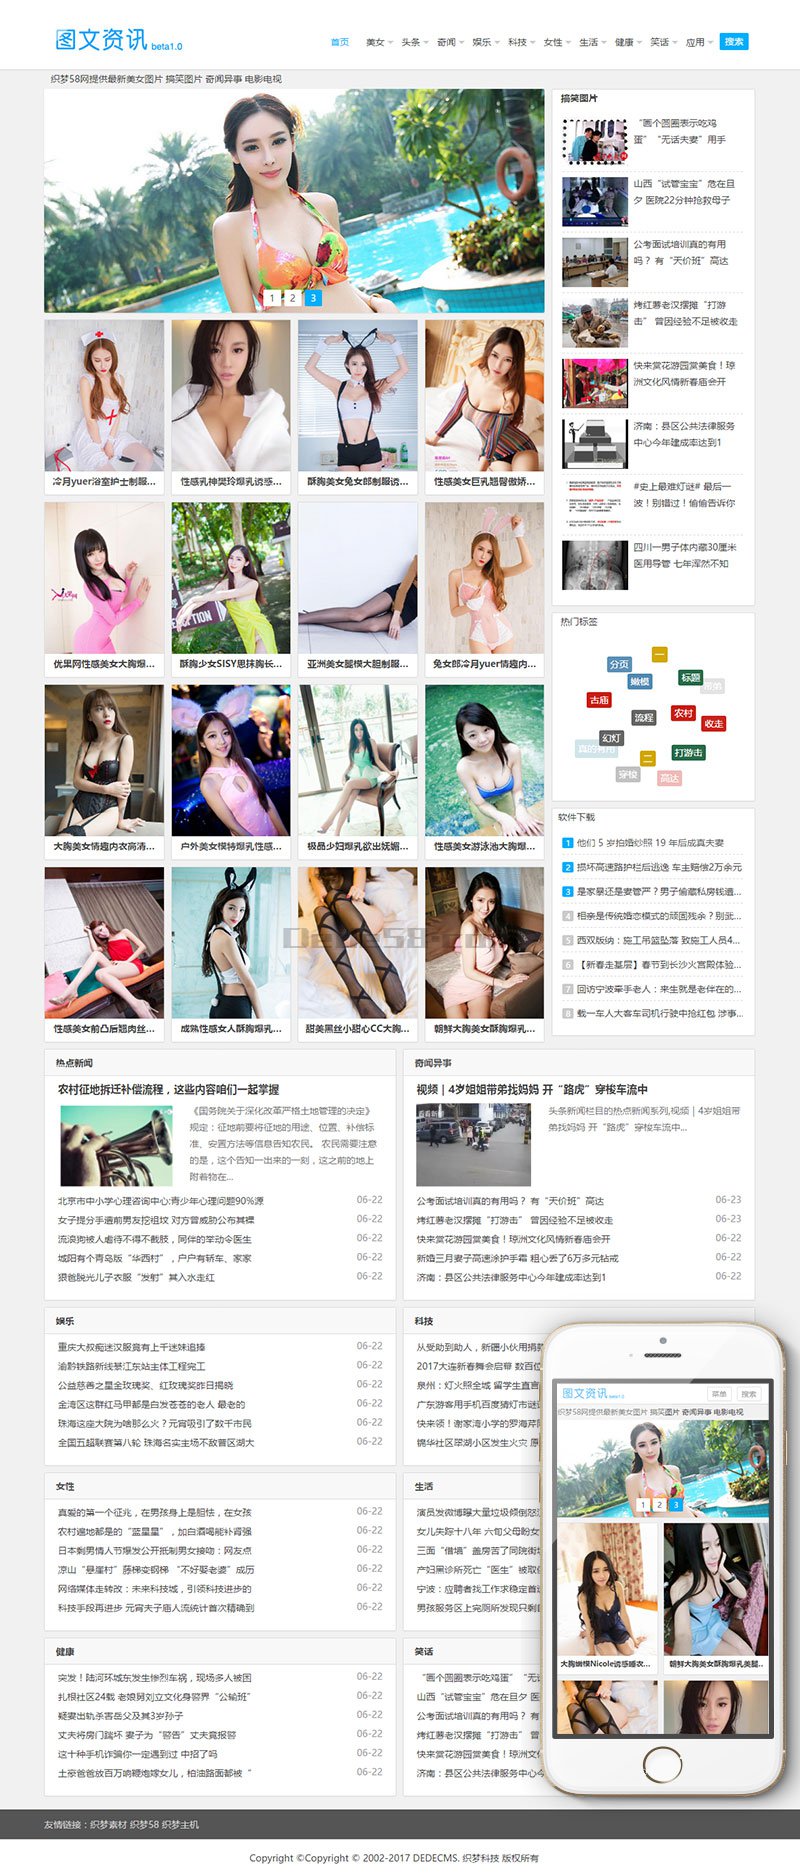 图文资讯 beta1.0
首页 美女 头条 奇闻 娱乐 科技 女性 生活 健康 笑话 应用 搜索
织梦58网提供最新美女图片 搞笑图片 奇闻异事 电影电视
1 2 3
冷月yuer浴室护士制服...
性感乳神樊玲爆乳诱惑...
酥胸美女兔女郎制服诱...
性感美女巨乳翘臀傲娇...
优果网性感美女大胸爆...
酥胸少女SISY思抹胸长...
亚洲美女腿模大胆制服...
兔女郎冷月yuer情趣内...
大胸美女情趣内衣高清...
户外美女模特爆乳性感...
极品少妇爆乳欲出妩媚...
性感美女游泳池大胸爆...
Dede58.com
性感美女前凸后翘肉丝...
成熟性感女人酥胸爆乳...
甜美黑丝小甜心CC大胸...
朝鲜大胸美女酥胸爆乳...
搞笑图片
“画个圆圈表示吃鸡
蛋” “无话夫妻”用手
山西“试管宝宝”危在旦
夕 医院22分钟抢救母子
公考面试培训真的有用
吗？ 有“天价班”高达
烤红薯老汉摆摊“打游
击” 曾因经验不足被收走
快来赏花游园赏美食！琼
洲文化风情新春庙会开
济南：县区公共法律服务
中心今年建成率达到1
#史上最难灯谜# 最后一
波！别错过！偷偷告诉你
四川一男子体内藏30厘米
医用导管 七年浑然不知
热门标签
一
分页
嫩模
标题
带弟
古庙
流程
农村
收走
幻灯
真的有用
二
打游击
穿梭
高达
软件下载
1 他们 5 岁拍婚纱照 19 年后成真夫妻
2 损坏高速路护栏后逃逸 车主赔偿2万余元
3 是家暴还是妻管严？男子偷藏私房钱遭...
4 相亲是传统婚恋模式的顽固残余？别武...
5 西双版纳：施工吊篮坠落 致施工人员4...
6 【新春走基层】春节到长沙火宫殿体验...
7 回访宁波牵手老人：来生就是老伴在的...
8 载一车人大客车司机行驶中抢红包 涉事...
热点新闻
农村征地拆迁补偿流程，这些内容咱们一起掌握
《国务院关于深化改革严格土地管理的决定》
规定：征地前要将征地的用途、位置、补偿标
准、安置方法等信息告知农民。 农民需要注意
的是，这个告知一出来的一刻，这之前的地上
附着物在...
北京市中小学心理咨询中心:青少年心理问题90%源 06-22
女子提分手遭前男友挖祖坟 对方曾威胁公布其裸 06-22
流浪狗被人虐待不得不截肢，同伴的举动令医生 06-22
城阳有个青岛版“华西村”，户户有轿车、家家 06-22
狠爸脱光儿子衣服“发射”其入水走红 06-22
奇闻异事
视频 | 4岁姐姐带弟找妈妈 开“路虎”穿梭车流中
看看新闻
头条新闻栏目的热点新闻系列,视频 | 4岁姐姐带
弟找妈妈 开“路虎”穿梭车流中...
公考面试培训真的有用吗？ 有“天价班”高达 06-23
烤红薯老汉摆摊“打游击” 曾因经验不足被收走 06-23
快来赏花游园赏美食！琼洲文化风情新春庙会开 06-22
新婚三月妻子高速涂护手霜 粗心丢了6万多元钻戒 06-22
济南：县区公共法律服务中心今年建成率达到1 06-22
娱乐
重庆大叔痴迷汉服竟有上千迷妹追捧 06-22
渝黔铁路新线綦江东站主体工程完工 06-22
公益慈善之星金玫瑰奖、红玫瑰奖昨日揭晓 06-22
金湾区这群红马甲都是白发苍苍的老人 最老的 06-22
珠海这座大院为啥那么火？元宵吸引了数千市民 06-22
全国五超联赛第八轮 珠海名实主场不敌晋区湖大 06-22
科技
从受助到助人，新疆小伙用捐款
2017大连新春舞会启幕 数百位
泉州：灯火照全城 留学生直言
广东游客用手机百度猜灯市谜语
快来领！谢家湾小学的罗海芹陈
锦华社区翠湖小区发生火灾 原
女性
真爱的第一个征兆，在男孩身上是胆怯，在女孩 06-22
农村遍地都是的“蓝星星”，加白酒喝能补肾强 06-22
日本剩男情人节爆发公开抵制男女接吻：网友点 06-22
凉山“悬崖村”藤梯变钢梯 “不好娶老婆”成历 06-22
网络媒体走转改：未来科技城，引领科技进步的 06-22
科技手段再进步 元宵夫子庙人流统计首次精确到 06-22
生活
演员发微博曝大量垃圾倾倒怒江
女儿失踪十八年 六旬父母盼女
三面“借墙”盖房苦了同院街坊
产妇黑诊所死亡“医生”被取保
宁波：应聘者找工作求稳定首选
男孩服务区上完厕所发现只剩自
健康
突发！陆河环城东发生惨烈车祸，现场多人被困 06-22
扎根社区24载 老娘舅刘立文化身警界“公输班” 06-22
疑妻出轨杀害岳父及其3岁孙子 06-22
丈夫将房门踹坏 妻子为“警告”丈夫竟报警 06-22
这十种手机诈骗你一定遇到过 中招了吗 06-22
土豪爸爸放百万响鞭炮嫁女儿，柏油路面都被“ 06-22
笑话
“画个圆圈表示吃鸡蛋” “无话
山西“试管宝宝”危在旦夕 医
公考面试培训真的有用吗？ 有
烤红薯老汉摆摊“打游击” 曾
快来赏花游园赏美食！琼洲文化
济南：县区公共法律服务中心今
图文资讯 beta1.0
菜单 搜索
织梦58网提供最新美女图片 搞笑图片 奇闻异事 电影电视
1 2 3
大胸嫩模Nicole诱惑睡衣...
朝鲜大胸美女酥胸爆乳美腿...
友情链接：织梦素材 织梦58 织梦主机
Copyright ©Copyright © 2002-2017 DEDECMS. 织梦科技 版权所有